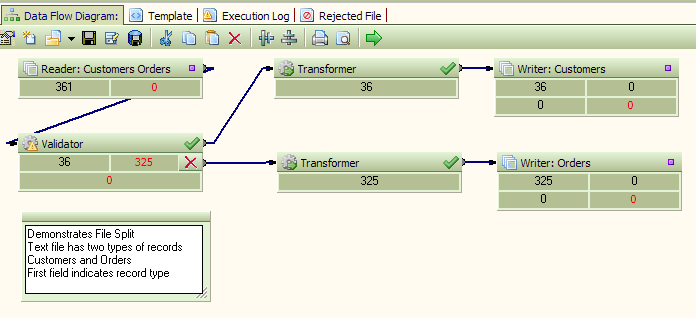 Data Flow Diagram: Template Execution Log Rejected File
Reader: Customers Orders
361 0
Transformer
36
Writer: Customers
36 0
0 0
Validator
36 325
0
Transformer
325
Writer: Orders
325 0
0 0
Demonstrates File Split
Text file has two types of records
Customers and Orders
First field indicates record type